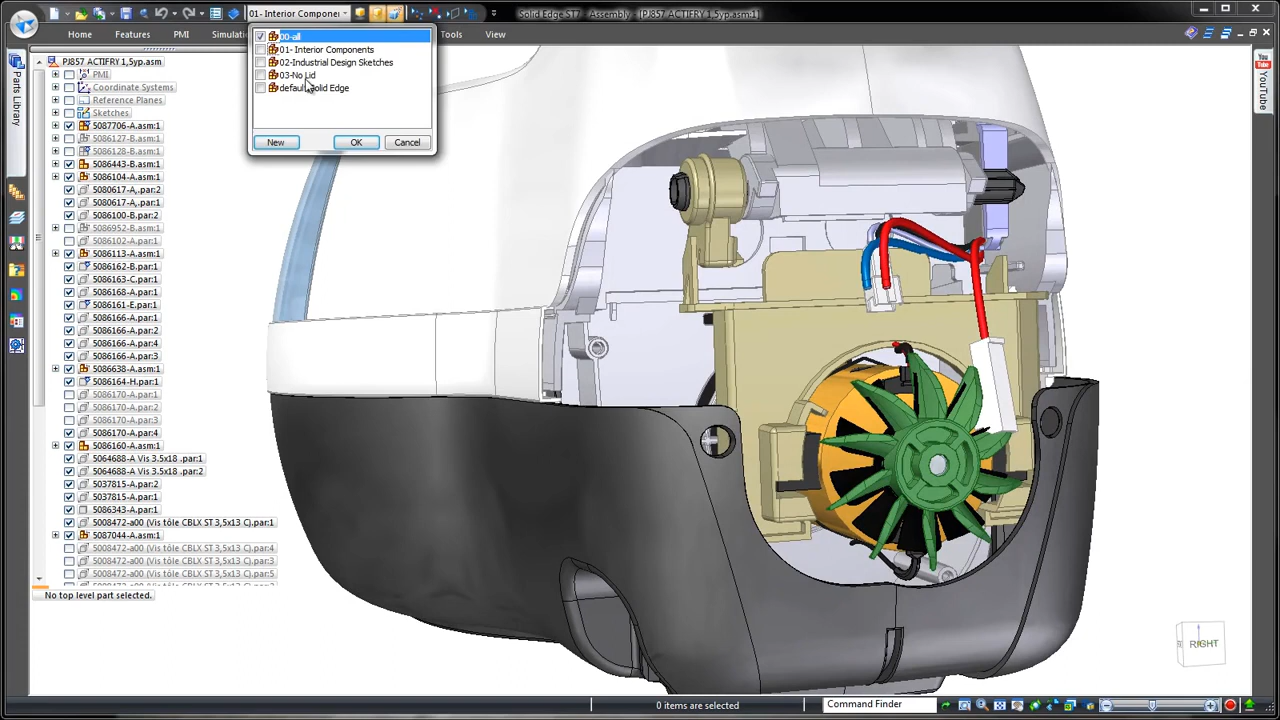 01- Interior Compone
Solid Edge ST7 - Assembly - [PJ857 ACTIFRY 1,5yp.asm:1]
Home
Features
PMI
Simulati
Tools
View
00-all
01- Interior Components
02-Industrial Design Sketches
03-No Lid
New
OK
Cancel
Parts Library
YouTube
PJ857 ACTIFRY 1,5yp.asm
PMI
Coordinate Systems
Reference Planes
Sketches
5087706-A.asm:1
5086127-B.asm:1
5086128-B.asm:1
5086443-B.asm:1
5086104-A.asm:1
5080617-A,.par:2
5080617-A,.par:1
5086100-B.par:2
5086952-B.asm:1
5086102-A.par:1
5086113-A.asm:1
5086162-B.par:1
5086163-C.par:1
5086168-A.par:1
5086161-E.par:1
5086166-A.par:1
5086166-A.par:2
5086166-A.par:4
5086166-A.par:3
5086638-A.asm:1
5086164-H.par:1
5086170-A.par:1
5086170-A.par:2
5086170-A.par:3
5086170-A.par:4
5086160-A.asm:1
5064688-A Vis 3.5x18 .par:1
5064688-A Vis 3.5x18 .par:2
5037815-A.par:2
5037815-A.par:1
5086343-A.par:1
5008472-a00 (Vis tôle CBLX ST 3,5x13 C).par:1
5087044-A.asm:1
5008472-a00 (Vis tôle CBLX ST 3,5x13 C).par:4
5008472-a00 (Vis tôle CBLX ST 3,5x13 C).par:3
5008472-a00 (Vis tôle CBLX ST 3,5x13 C).par:5
No top level part selected.
RIGHT
0 items are selected
Command Finder